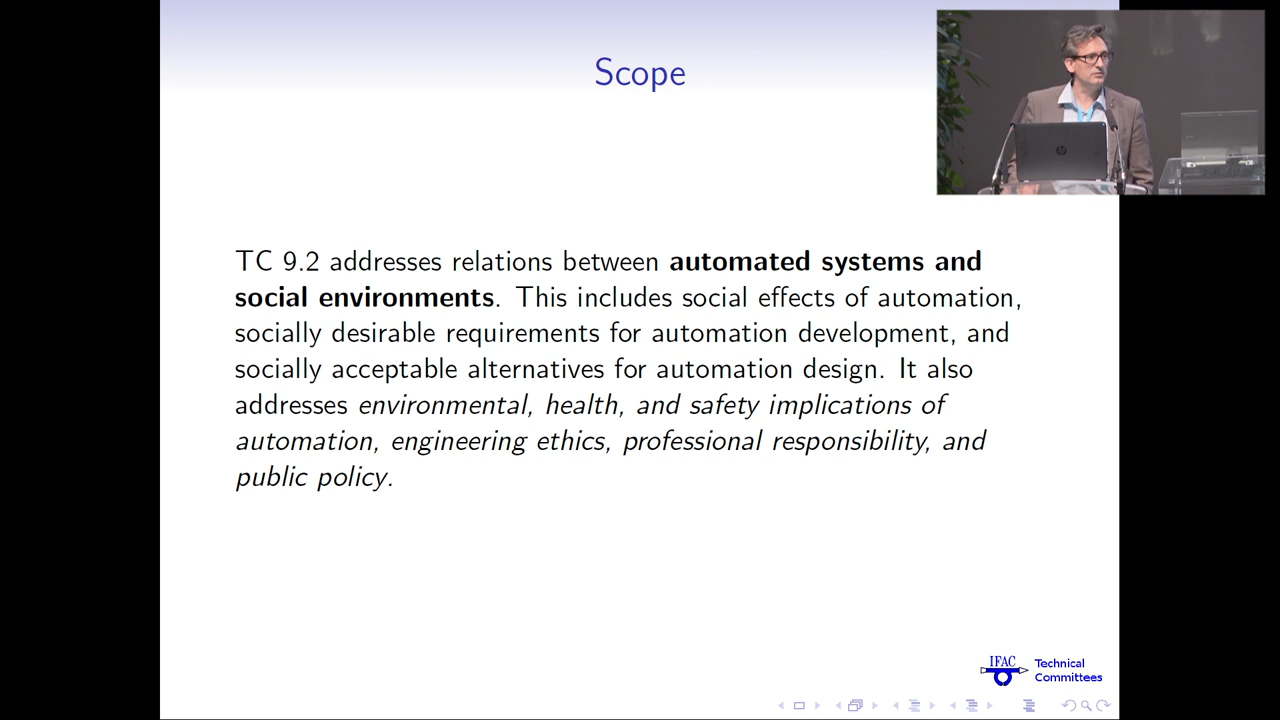 Scope
TC 9.2 addresses relations between automated systems and
social environments. This includes social effects of automation,
socially desirable requirements for automation development, and
socially acceptable alternatives for automation design. It also
addresses environmental, health, and safety implications of
automation, engineering ethics, professional responsibility, and
public policy.
IFAC
Technical
Committees